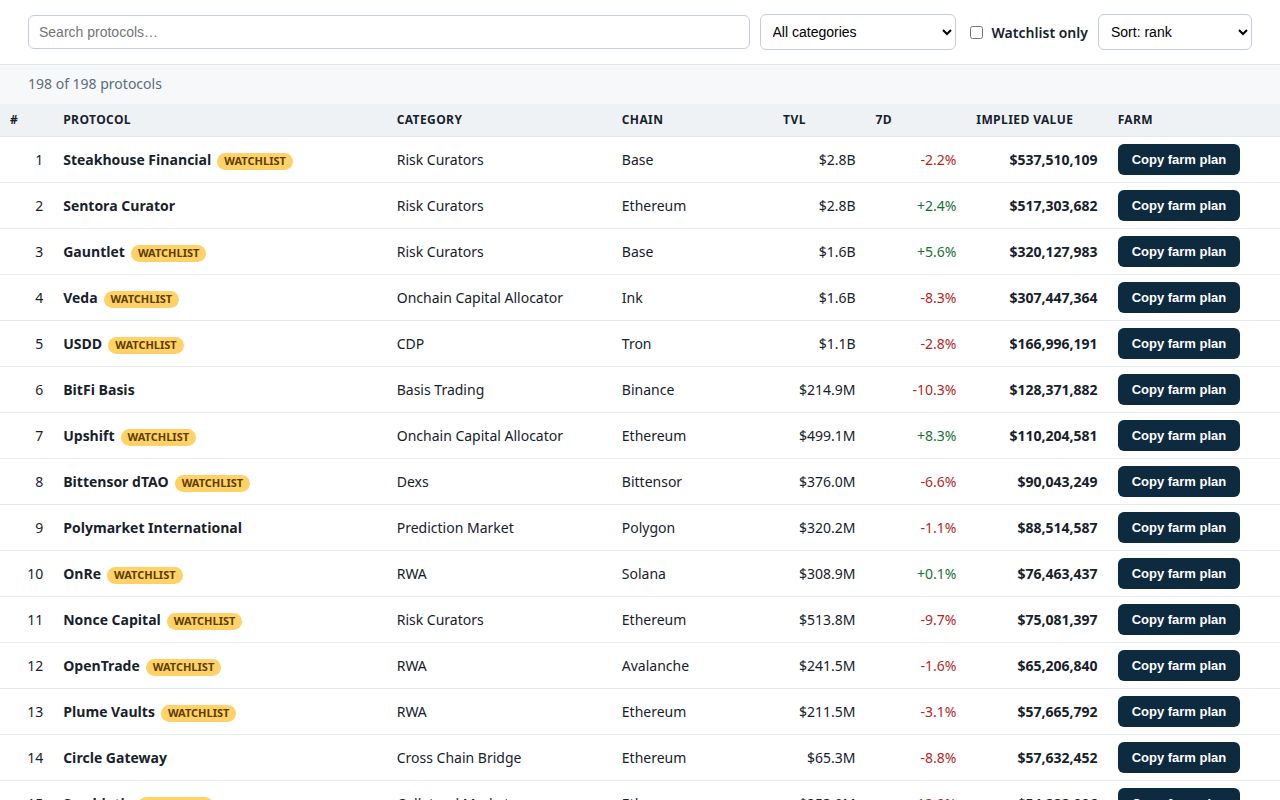 Search protocols…
All categories
Watchlist only
Sort: rank
198 of 198 protocols
# PROTOCOL CATEGORY CHAIN TVL 7D IMPLIED VALUE FARM
1 Steakhouse Financial WATCHLIST Risk Curators Base $2.8B -2.2% $537,510,109 Copy farm plan
2 Sentora Curator Risk Curators Ethereum $2.8B +2.4% $517,303,682 Copy farm plan
3 Gauntlet WATCHLIST Risk Curators Base $1.6B +5.6% $320,127,983 Copy farm plan
4 Veda WATCHLIST Onchain Capital Allocator Ink $1.6B -8.3% $307,447,364 Copy farm plan
5 USDD WATCHLIST CDP Tron $1.1B -2.8% $166,996,191 Copy farm plan
6 BitFi Basis Basis Trading Binance $214.9M -10.3% $128,371,882 Copy farm plan
7 Upshift WATCHLIST Onchain Capital Allocator Ethereum $499.1M +8.3% $110,204,581 Copy farm plan
8 Bittensor dTAO WATCHLIST Dexs Bittensor $376.0M -6.6% $90,043,249 Copy farm plan
9 Polymarket International Prediction Market Polygon $320.2M -1.1% $88,514,587 Copy farm plan
10 OnRe WATCHLIST RWA Solana $308.9M +0.1% $76,463,437 Copy farm plan
11 Nonce Capital WATCHLIST Risk Curators Ethereum $513.8M -9.7% $75,081,397 Copy farm plan
12 OpenTrade WATCHLIST RWA Avalanche $241.5M -1.6% $65,206,840 Copy farm plan
13 Plume Vaults WATCHLIST RWA Ethereum $211.5M -3.1% $57,665,792 Copy farm plan
14 Circle Gateway Cross Chain Bridge Ethereum $65.3M -8.8% $57,632,452 Copy farm plan